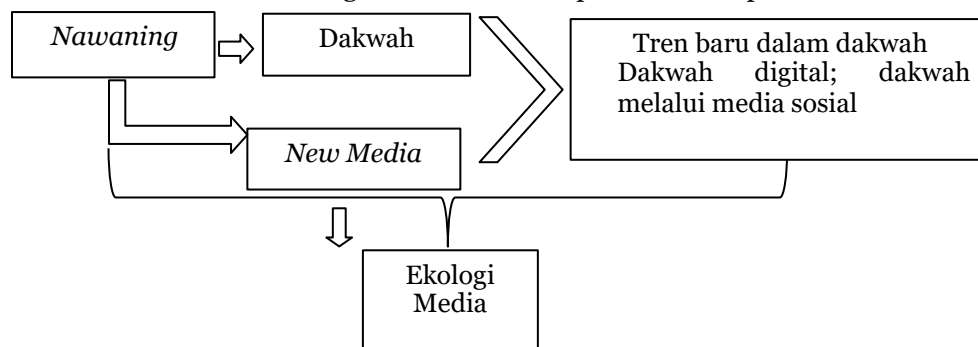 Nawaning
Dakwah
New Media
Tren baru dalam dakwah
Dakwah digital; dakwah
melalui media sosial
Ekologi
Media